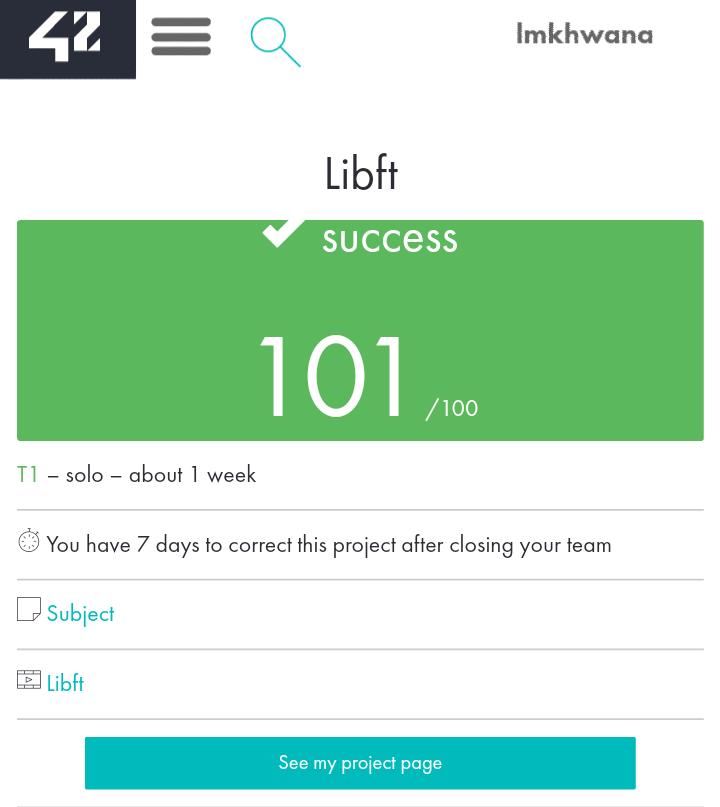 42
lmkhwana
Libft
success
101 /100
T1 – solo – about 1 week
You have 7 days to correct this project after closing your team
Subject
Libft
See my project page